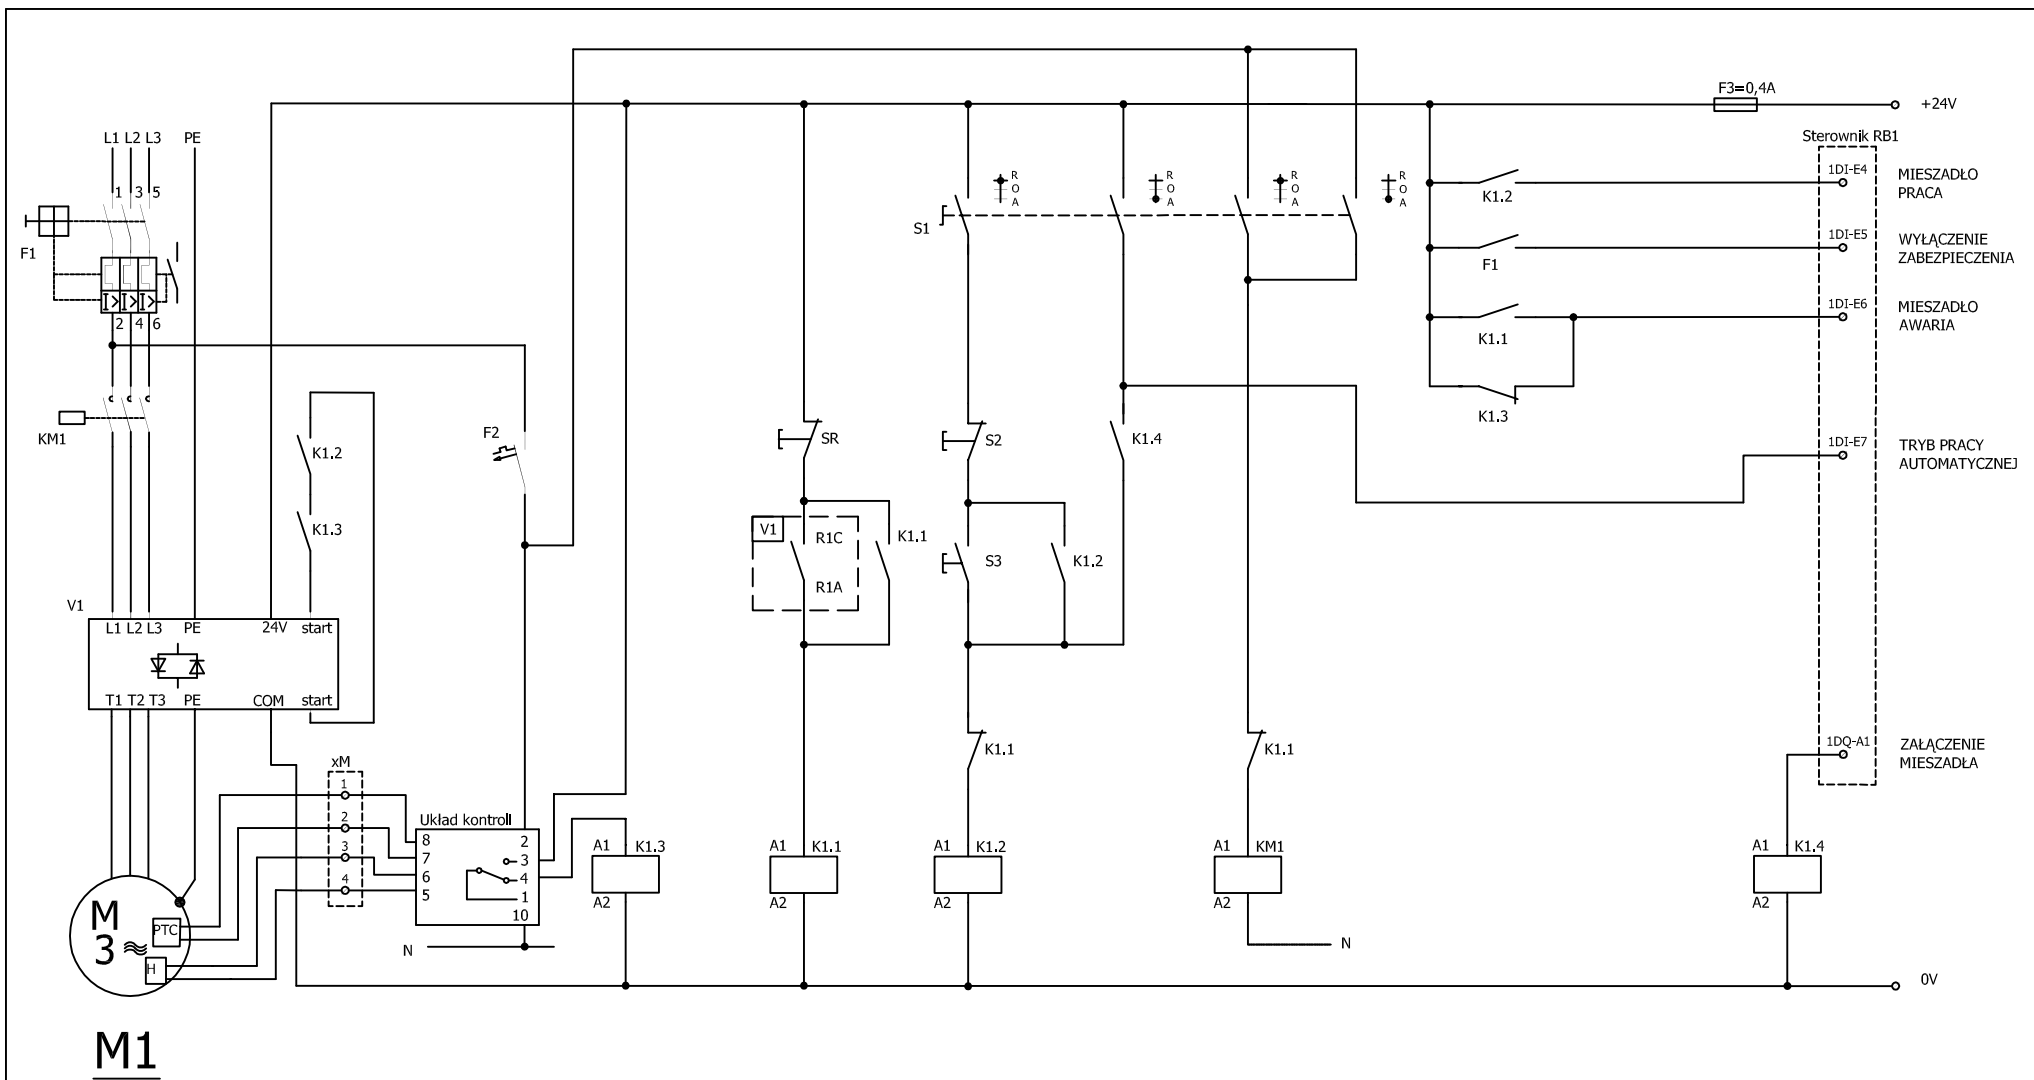 F3=0,4A
+24V
Sterownik RB1
L1 L2 L3 PE
1 3 5
F1
2 4 6
KM1
K1.2
K1.3
F2
V1
L1 L2 L3 PE 24V start
T1 T2 T3 PE COM start
xM
1
2
3
4
Układ kontroli
8
7
6
5
2
3
4
1
10
N
M
3
PTC
H
M1
A1 K1.3
A2
SR
V1
R1C
R1A
K1.1
A1 K1.1
A2
S1
R
O
A
R
O
A
R
O
A
R
O
A
S2
S3
K1.2
K1.4
K1.1
A1 K1.2
A2
K1.1
A1 KM1
A2
N
K1.2
F1
K1.1
K1.3
1DI-E4
MIESZADŁO
PRACA
1DI-E5
WYŁĄCZENIE
ZABEZPIECZENIA
1DI-E6
MIESZADŁO
AWARIA
1DI-E7
TRYB PRACY
AUTOMATYCZNEJ
1DQ-A1
ZAŁĄCZENIE
MIESZADŁA
A1 K1.4
A2
0V